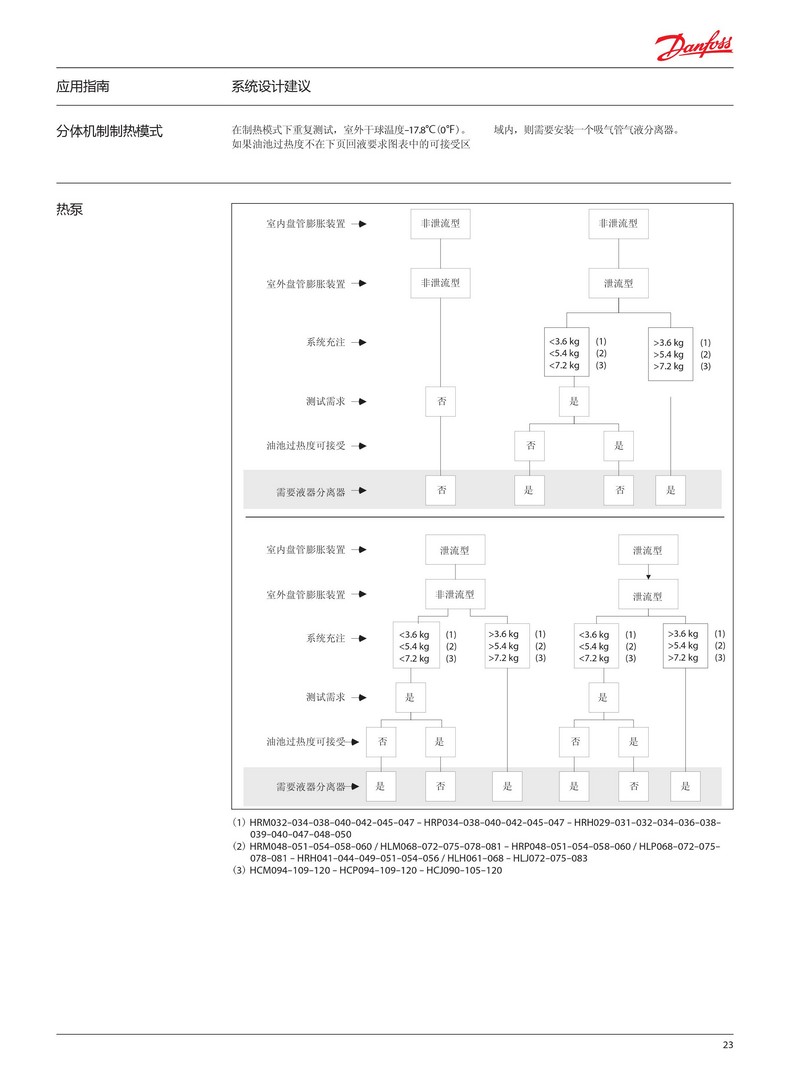 Danfoss
应用指南
系统设计建议
分体机制制热模式
在制热模式下重复测试，室外干球温度-17.8℃（0℉）。
如果油池过热度不在下页回液要求图表中的可接受区
域内，则需要安装一个吸气管气液分离器。
热泵
室内盘管膨胀装置 非泄流型 非泄流型
室外盘管膨胀装置 非泄流型 泄流型
系统充注 <3.6 kg (1) >3.6 kg (1)
<5.4 kg (2) >5.4 kg (2)
<7.2 kg (3) >7.2 kg (3)
测试需求 否 是
油池过热度可接受 否 是
需要液器分离器 否 是 否 是
室内盘管膨胀装置 泄流型 泄流型
室外盘管膨胀装置 非泄流型 泄流型
系统充注 <3.6 kg (1) >3.6 kg (1) <3.6 kg (1) >3.6 kg (1)
<5.4 kg (2) >5.4 kg (2) <5.4 kg (2) >5.4 kg (2)
<7.2 kg (3) >7.2 kg (3) <7.2 kg (3) >7.2 kg (3)
测试需求 是 是
油池过热度可接受 否 是 否 是
需要液器分离器 是 否 是 是 否 是
（1）HRM032-034-038-040-042-045-047 – HRP034-038-040-042-045-047 – HRH029-031-032-034-036-038-
039-040-047-048-050
（2）HRM048-051-054-058-060 / HLM068-072-075-078-081 – HRP048-051-054-058-060 / HLP068-072-075-
078-081 – HRH041-044-049-051-054-056 / HLH061-068 – HLJ072-075-083
（3）HCM094-109-120 – HCP094-109-120 – HCJ090-105-120
23